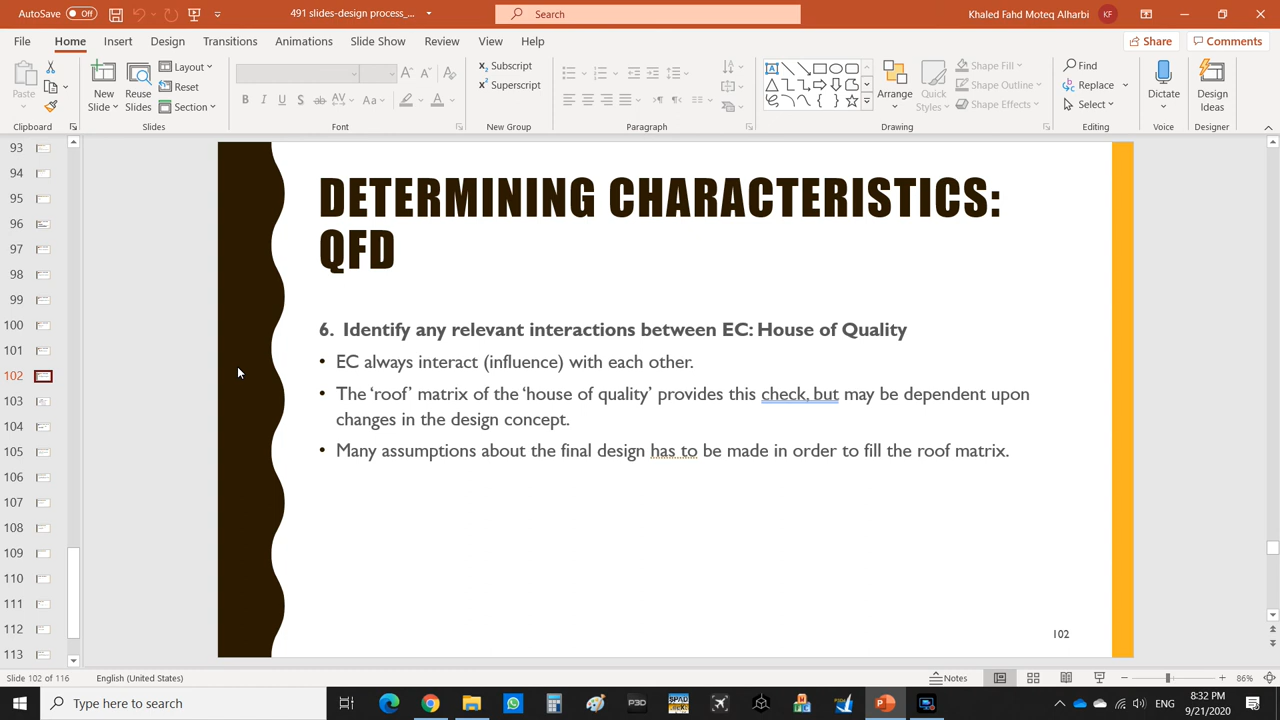 AutoSave Off
491 slides-design process_...
Search
Khaled Fahd Moteq Alharbi KF
File Home Insert Design Transitions Animations Slide Show Review View Help
Share Comments
Paste
Clipboard
New Slide
Reuse Slides
Layout
Reset
Section
Slides
B I U S ab AV Aa A
Font
Subscript
Superscript
New Group
Paragraph
Arrange
Quick Styles
Shape Fill
Shape Outline
Shape Effects
Drawing
Find
Replace
Select
Editing
Dictate
Voice
Design Ideas
Designer
93
94
95
96
97
98
99
100
101
102
103
104
105
106
107
108
109
110
111
112
113
DETERMINING CHARACTERISTICS:
QFD
6. Identify any relevant interactions between EC: House of Quality
• EC always interact (influence) with each other.
• The ‘roof’ matrix of the ‘house of quality’ provides this check, but may be dependent upon
changes in the design concept.
• Many assumptions about the final design has to be made in order to fill the roof matrix.
102
Slide 102 of 116 English (United States)
Notes
86%
Type here to search
P3D
ENG
8:32 PM
9/21/2020